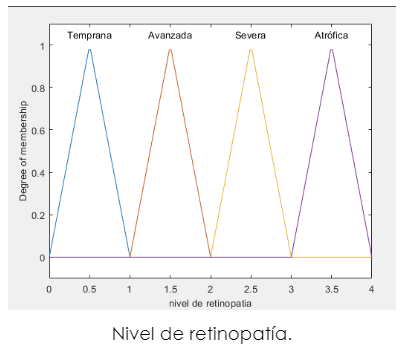 Temprana Avanzada Severa Atrófica
1
0.8
0.6
0.4
0.2
0
Degree of membership
0 0.5 1 1.5 2 2.5 3 3.5 4
nivel de retinopatia
Nivel de retinopatía.